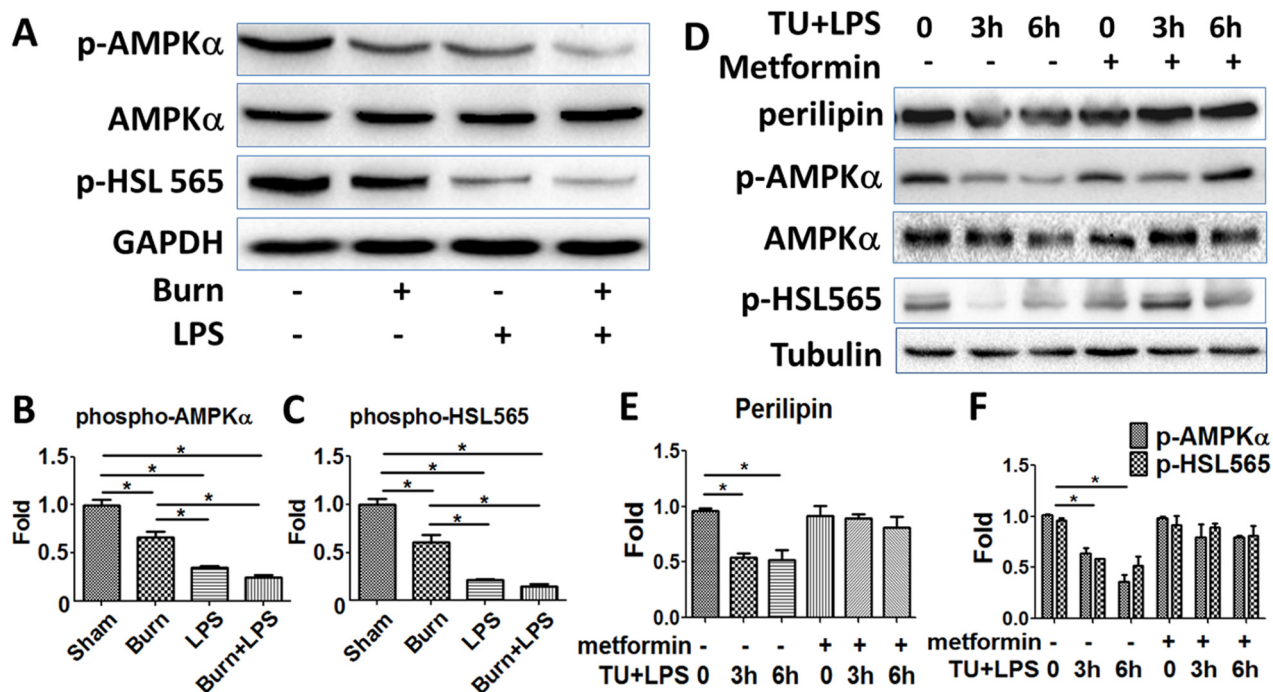 A
p-AMPKα
AMPKα
p-HSL 565
GAPDH
Burn - + - +
LPS - - + +
D
TU+LPS 0 3h 6h 0 3h 6h
Metformin - - - + + +
perilipin
p-AMPKα
AMPKα
p-HSL565
Tubulin
B
phospho-AMPKα
Fold
1.5
1.0
0.5
0
* * * * *
Sham Burn LPS Burn+LPS
C
phospho-HSL565
Fold
1.5
1.0
0.5
0
* * * * *
Sham Burn LPS Burn+LPS
E
Perilipin
Fold
1.5
1.0
0.5
0.0
* *
metformin - - - + + +
TU+LPS 0 3h 6h 0 3h 6h
F
p-AMPKα
p-HSL565
Fold
1.5
1.0
0.5
0.0
* *
metformin - - - + + +
TU+LPS 0 3h 6h 0 3h 6h